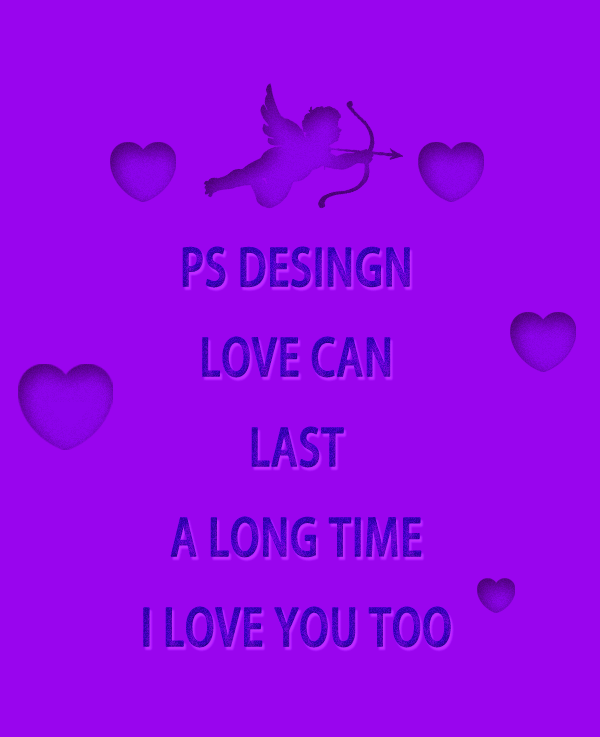 PS DESINGN
LOVE CAN
LAST
A LONG TIME
I LOVE YOU TOO